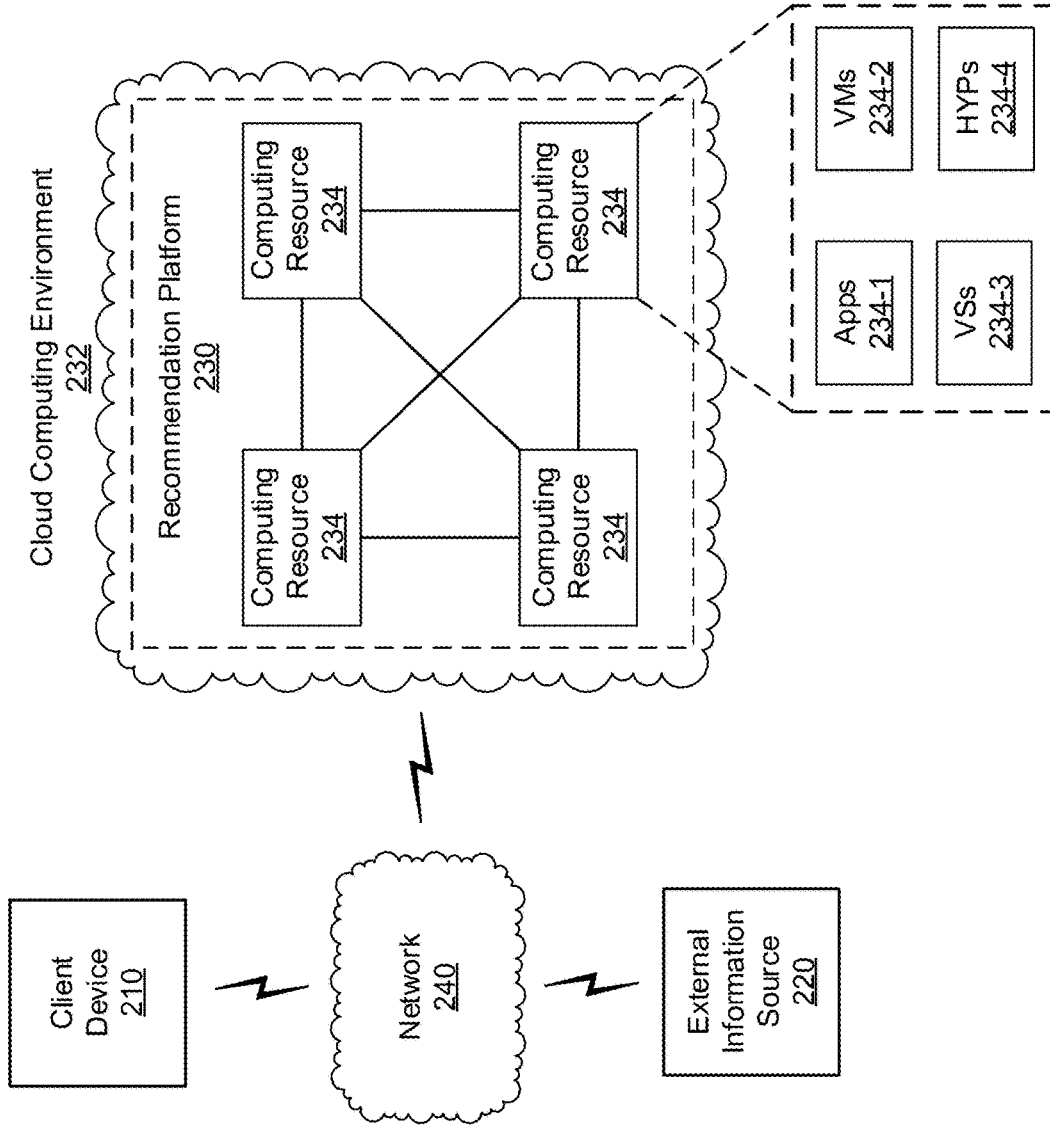 Cloud Computing Environment
232
Recommendation Platform
230
Computing
Resource
234
Computing
Resource
234
Computing
Resource
234
Computing
Resource
234
Apps
234-1
VMs
234-2
VSs
234-3
HYPs
234-4
Client
Device
210
Network
240
External
Information
Source
220